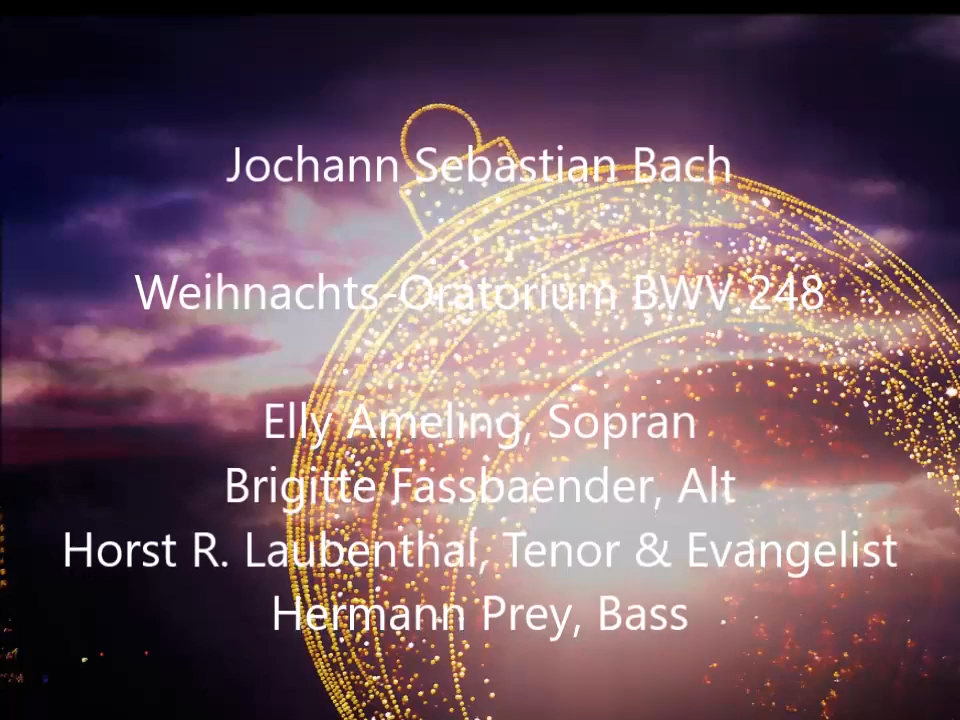 Jochann Sebastian Bach
Weihnachts-Oratorium BWV 248
Elly Ameling, Sopran
Brigitte Fassbaender, Alt
Horst R. Laubenthal, Tenor & Evangelist
Hermann Prey, Bass